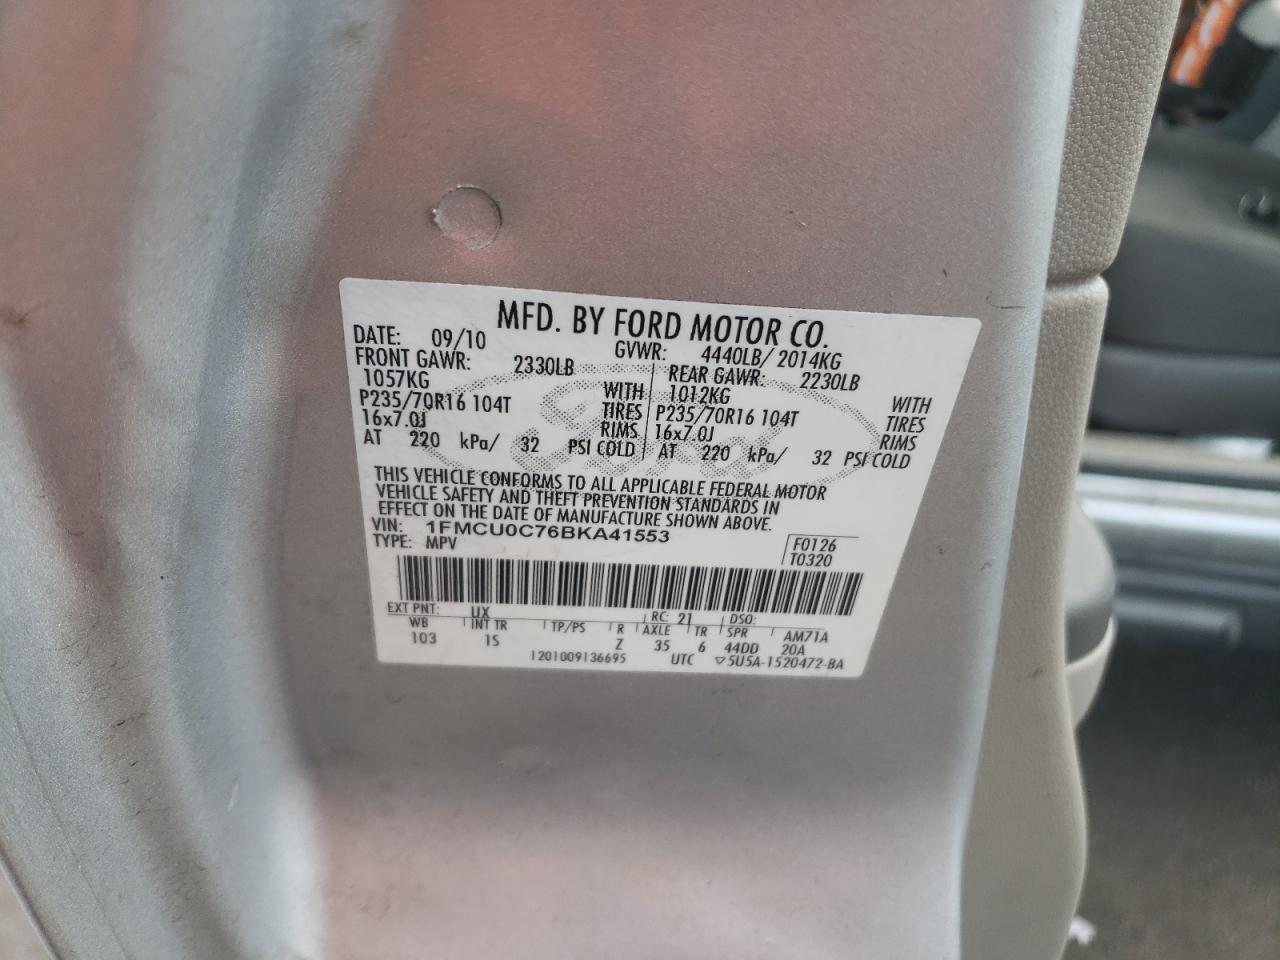 MFD. BY FORD MOTOR CO.
DATE: 09/10 GVWR: 4440LB/ 2014KG
FRONT GAWR: 2330LB REAR GAWR: 2230LB
1057KG WITH 1012KG WITH
P235/70R16 104T TIRES P235/70R16 104T TIRES
16x7.0J RIMS 16x7.0J RIMS
AT 220 kPa/ 32 PSI COLD AT 220 kPa/ 32 PSI COLD
Ford
THIS VEHICLE CONFORMS TO ALL APPLICABLE FEDERAL MOTOR
VEHICLE SAFETY AND THEFT PREVENTION STANDARDS IN
EFFECT ON THE DATE OF MANUFACTURE SHOWN ABOVE.
VIN: 1FMCU0C76BKA41553
TYPE: MPV
F0126
T0320
EXT PNT: UX RC: 21 DSO:
WB INT TR TP/PS R AXLE TR SPR AM71A
103 1S Z 35 6 44DD 20A
1201009136695 UTC ▽5U5A-1520472-BA